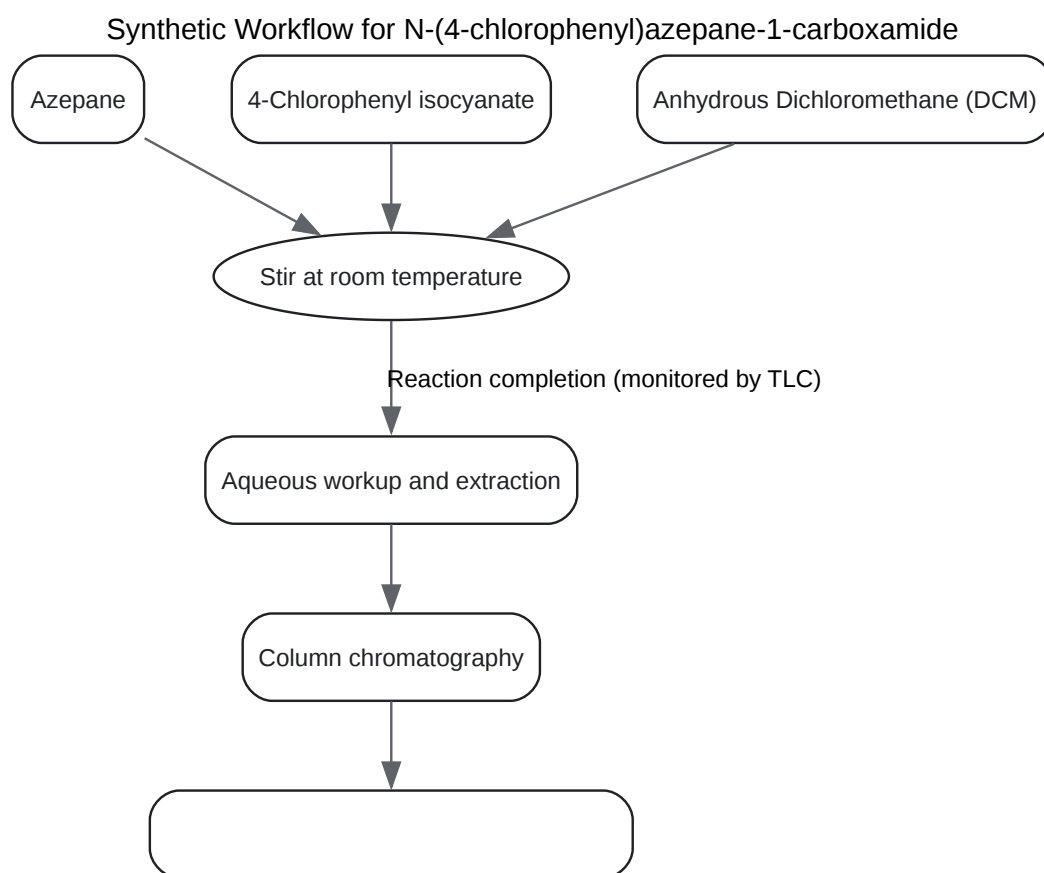 Synthetic Workflow for N-(4-chlorophenyl)azepane-1-carboxamide
Azepane
4-Chlorophenyl isocyanate
Anhydrous Dichloromethane (DCM)
Stir at room temperature
Reaction completion (monitored by TLC)
Aqueous workup and extraction
Column chromatography